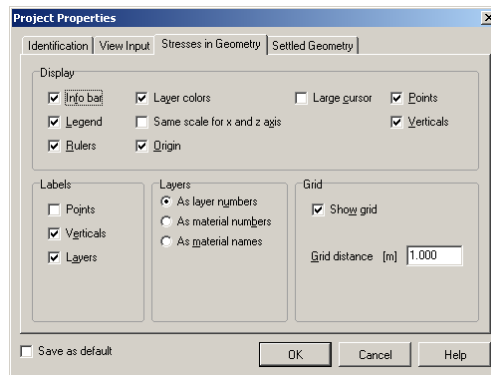 Project Properties
Identification View Input Stresses in Geometry Settled Geometry
Display
Info bar Layer colors Large cursor Points
Legend Same scale for x and z axis Verticals
Rulers Origin
Labels
Points
Verticals
Layers
Layers
As layer numbers
As material numbers
As material names
Grid
Show grid
Grid distance [m] 1.000
Save as default
OK Cancel Help